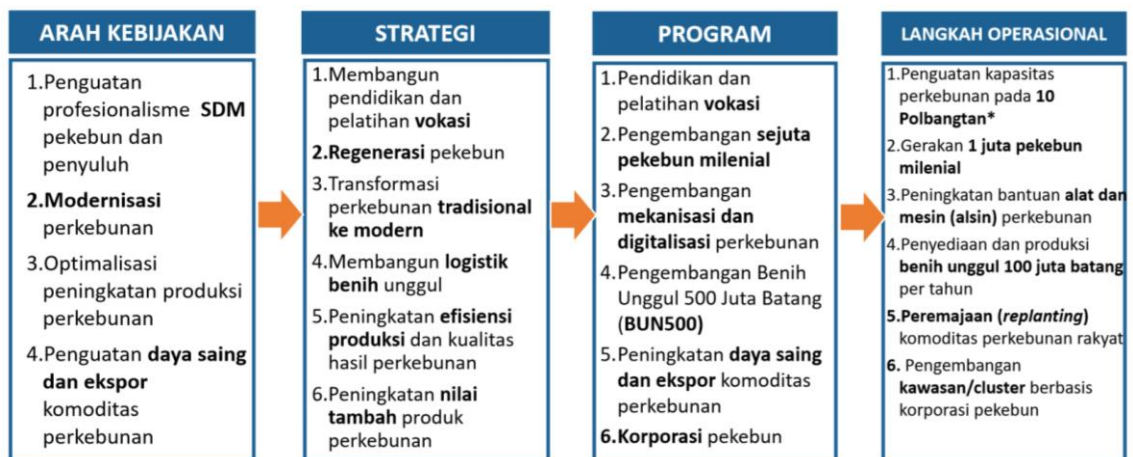 ARAH KEBIJAKAN
1.Penguatan
profesionalisme SDM
pekebun dan
penyuluh
2.Modernisasi
perkebunan
3.Optimalisasi
peningkatan produksi
perkebunan
4.Penguatan daya saing
dan ekspor
komoditas
perkebunan
STRATEGI
1.Membangun
pendidikan dan
pelatihan vokasi
2.Regenerasi pekebun
3.Transformasi
perkebunan tradisional
ke modern
4.Membangun logistik
benih unggul
5.Peningkatan efisiensi
produksi dan kualitas
hasil perkebunan
6.Peningkatan nilai
tambah produk
perkebunan
PROGRAM
1.Pendidikan dan
pelatihan vokasi
2.Pengembangan sejuta
pekebun milenial
3.Pengembangan
mekanisasi dan
digitalisasi perkebunan
4.Pengembangan Benih
Unggul 500 Juta Batang
(BUN500)
5.Peningkatan daya saing
dan ekspor komoditas
perkebunan
6.Korporasi pekebun
LANGKAH OPERASIONAL
1.Penguatan kapasitas
perkebunan pada 10
Polbangtan*
2.Gerakan 1 juta pekebun
milenial
3.Peningkatan bantuan alat dan
mesin (alsin) perkebunan
4.Penyediaan dan produksi
benih unggul 100 juta batang
per tahun
5.Peremajaan (replanting)
komoditas perkebunan rakyat
6. Pengembangan
kawasan/cluster berbasis
korporasi pekebun